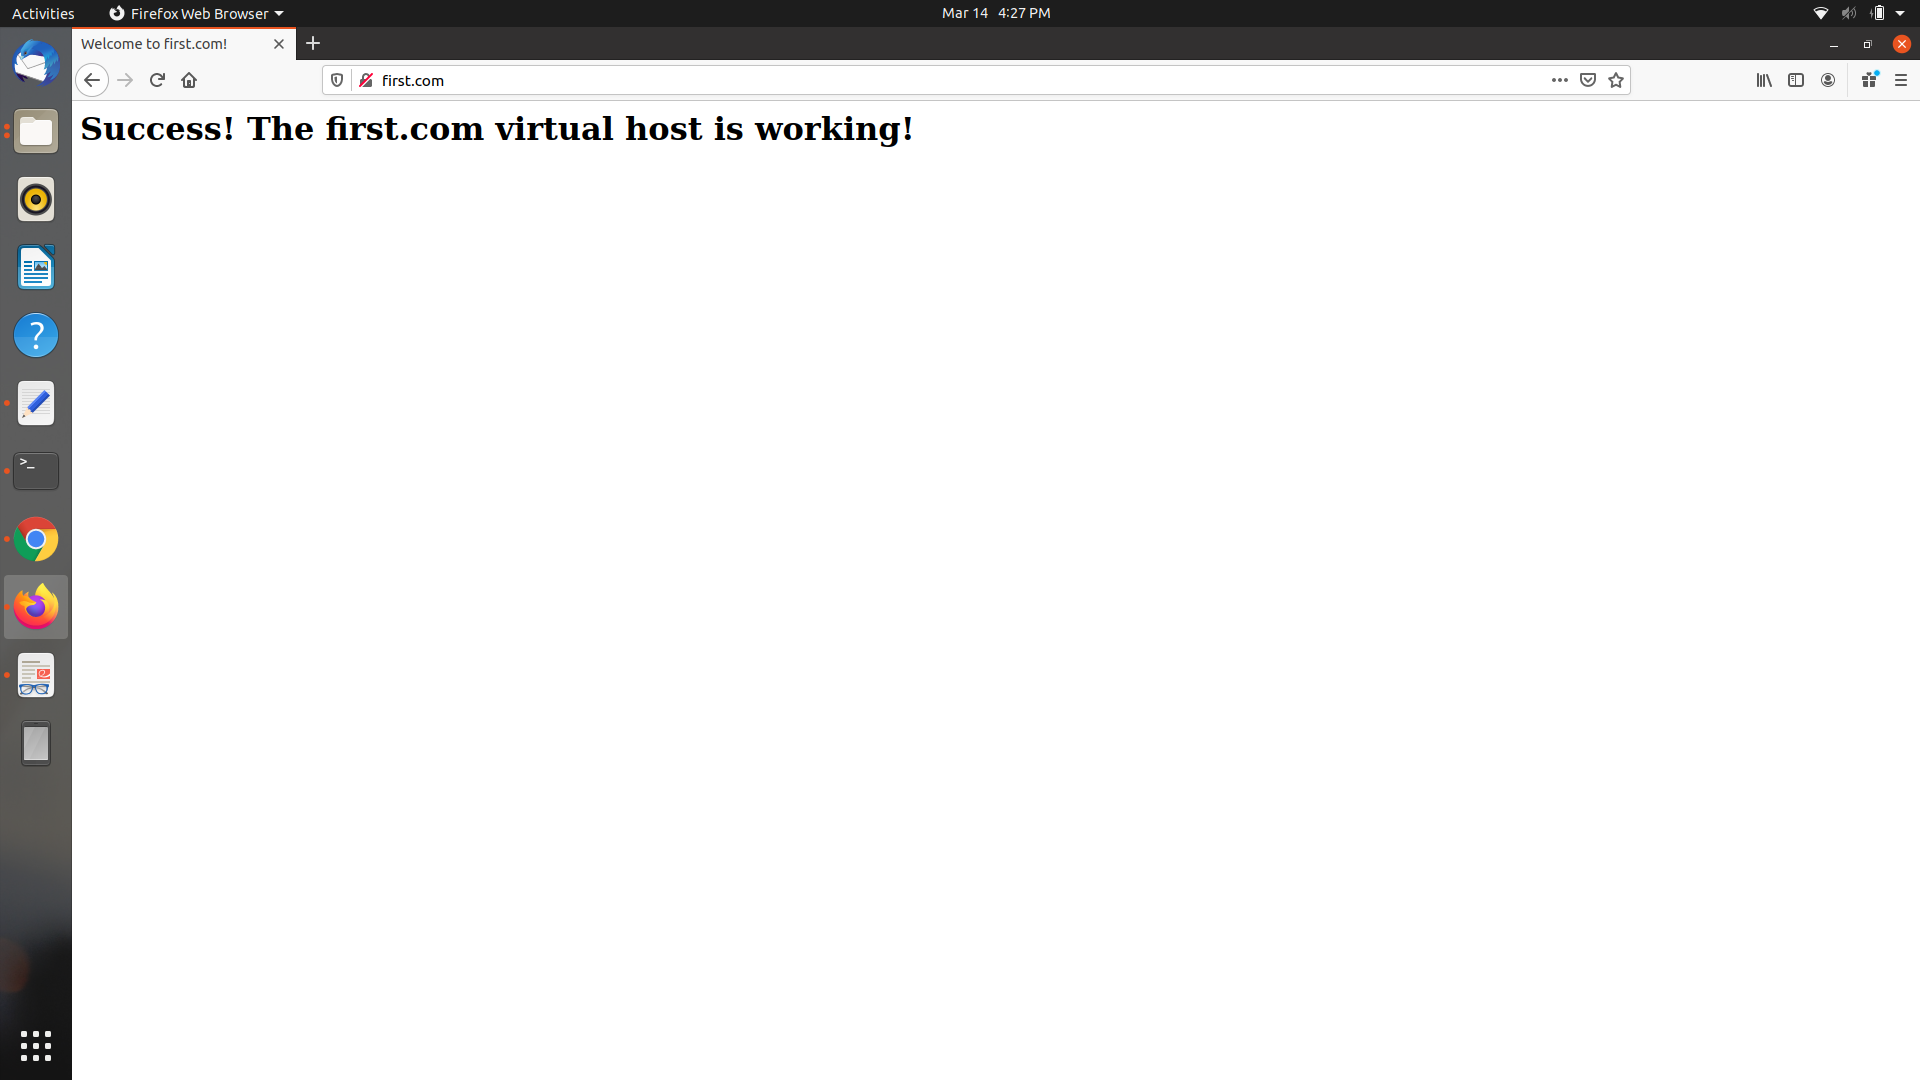 Activities
Firefox Web Browser
Mar 14 4:27 PM
Welcome to first.com!
first.com
Success! The first.com virtual host is working!